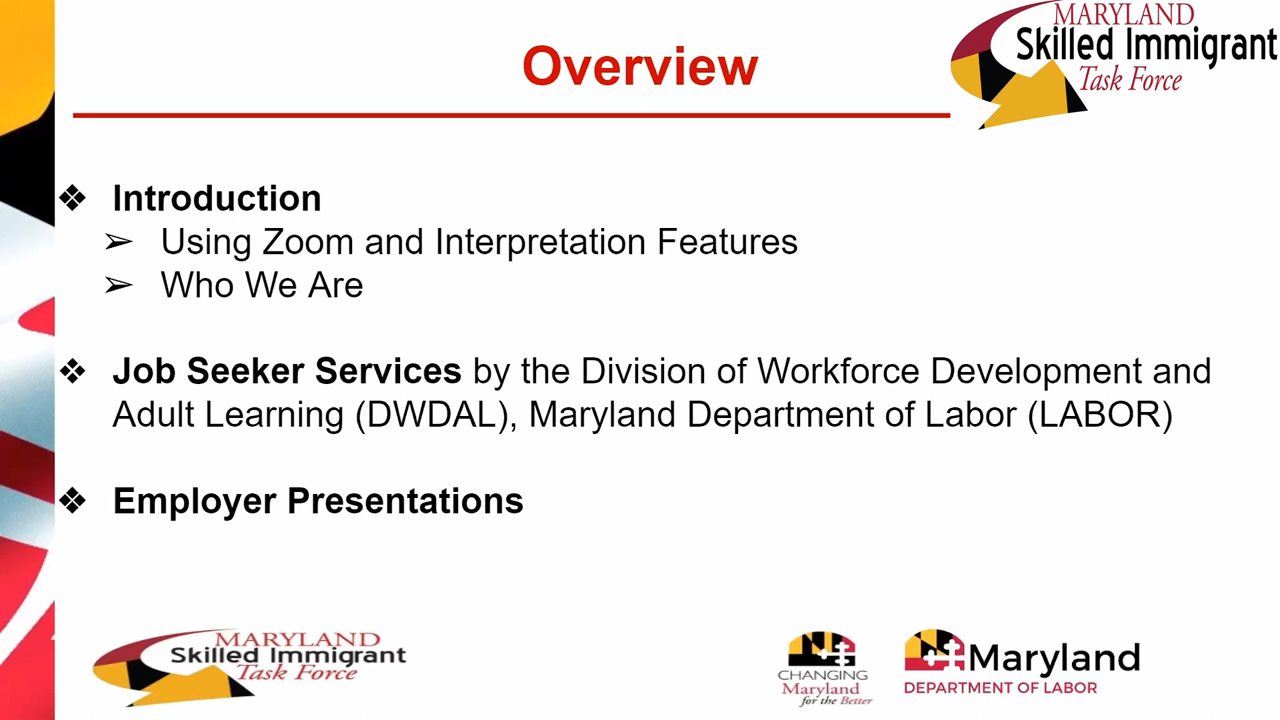 Overview
MARYLAND
Skilled Immigrant
Task Force
❖ Introduction
➢ Using Zoom and Interpretation Features
➢ Who We Are
❖ Job Seeker Services by the Division of Workforce Development and
Adult Learning (DWDAL), Maryland Department of Labor (LABOR)
❖ Employer Presentations
MARYLAND
Skilled Immigrant
Task Force
CHANGING
Maryland
for the Better
Maryland
DEPARTMENT OF LABOR